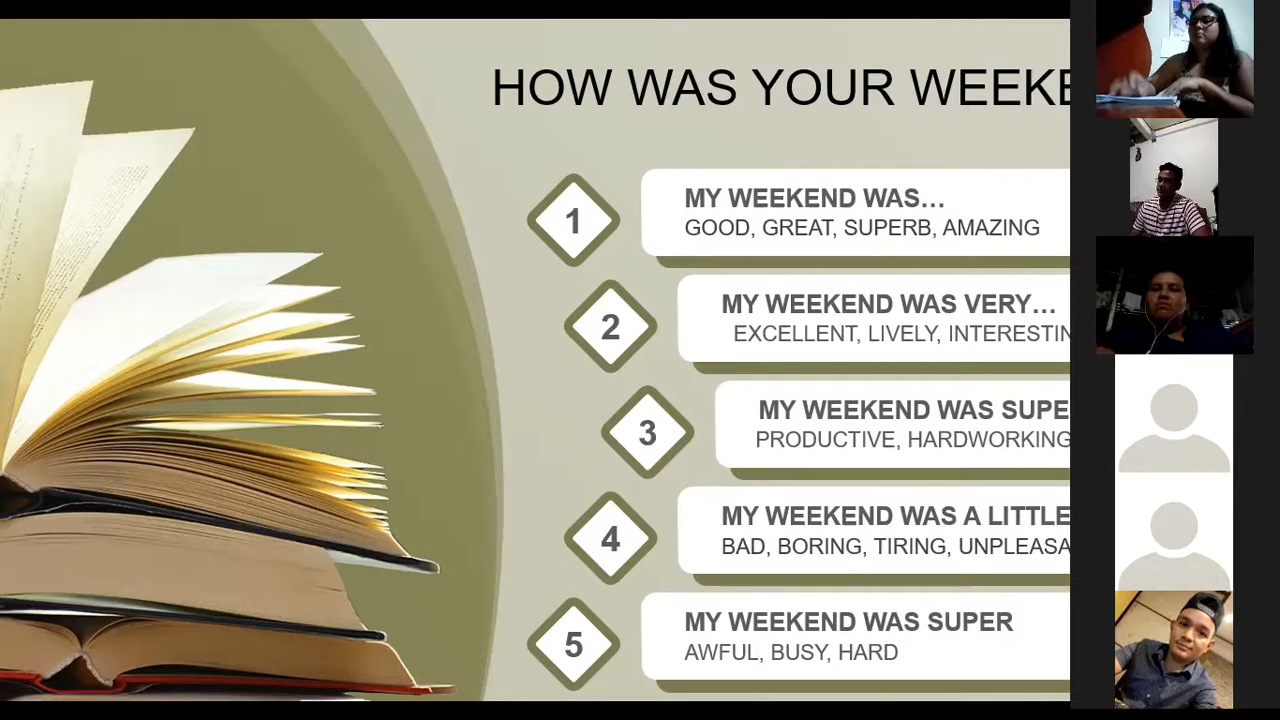 HOW WAS YOUR WEEKE
1
MY WEEKEND WAS...
GOOD, GREAT, SUPERB, AMAZING
2
MY WEEKEND WAS VERY...
EXCELLENT, LIVELY, INTERESTIN
3
MY WEEKEND WAS SUPE
PRODUCTIVE, HARDWORKING
4
MY WEEKEND WAS A LITTLE
BAD, BORING, TIRING, UNPLEASA
5
MY WEEKEND WAS SUPER
AWFUL, BUSY, HARD